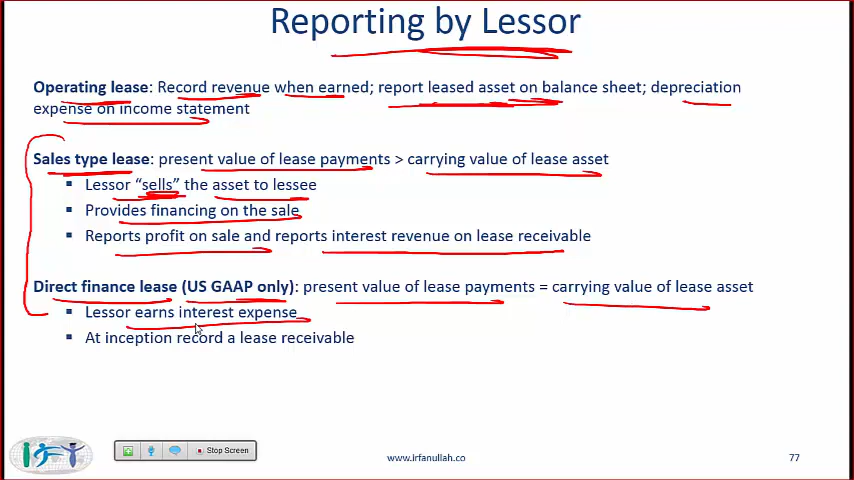 Reporting by Lessor
Operating lease: Record revenue when earned; report leased asset on balance sheet; depreciation
expense on income statement
Sales type lease: present value of lease payments > carrying value of lease asset
▪ Lessor “sells” the asset to lessee
▪ Provides financing on the sale
▪ Reports profit on sale and reports interest revenue on lease receivable
Direct finance lease (US GAAP only): present value of lease payments = carrying value of lease asset
▪ Lessor earns interest expense
▪ At inception record a lease receivable
Stop Screen
www.irfanullah.co
77